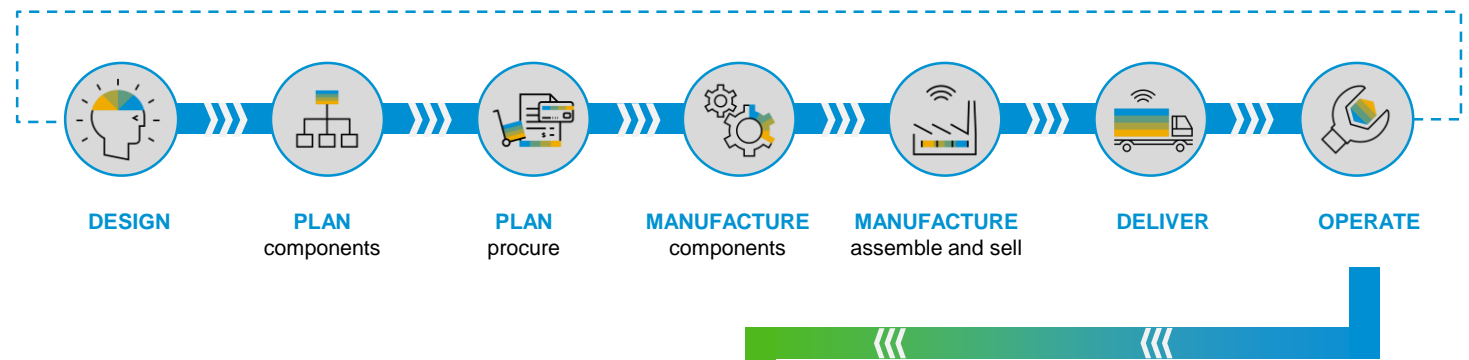 DESIGN
PLAN
components
PLAN
procure
MANUFACTURE
components
MANUFACTURE
assemble and sell
DELIVER
OPERATE